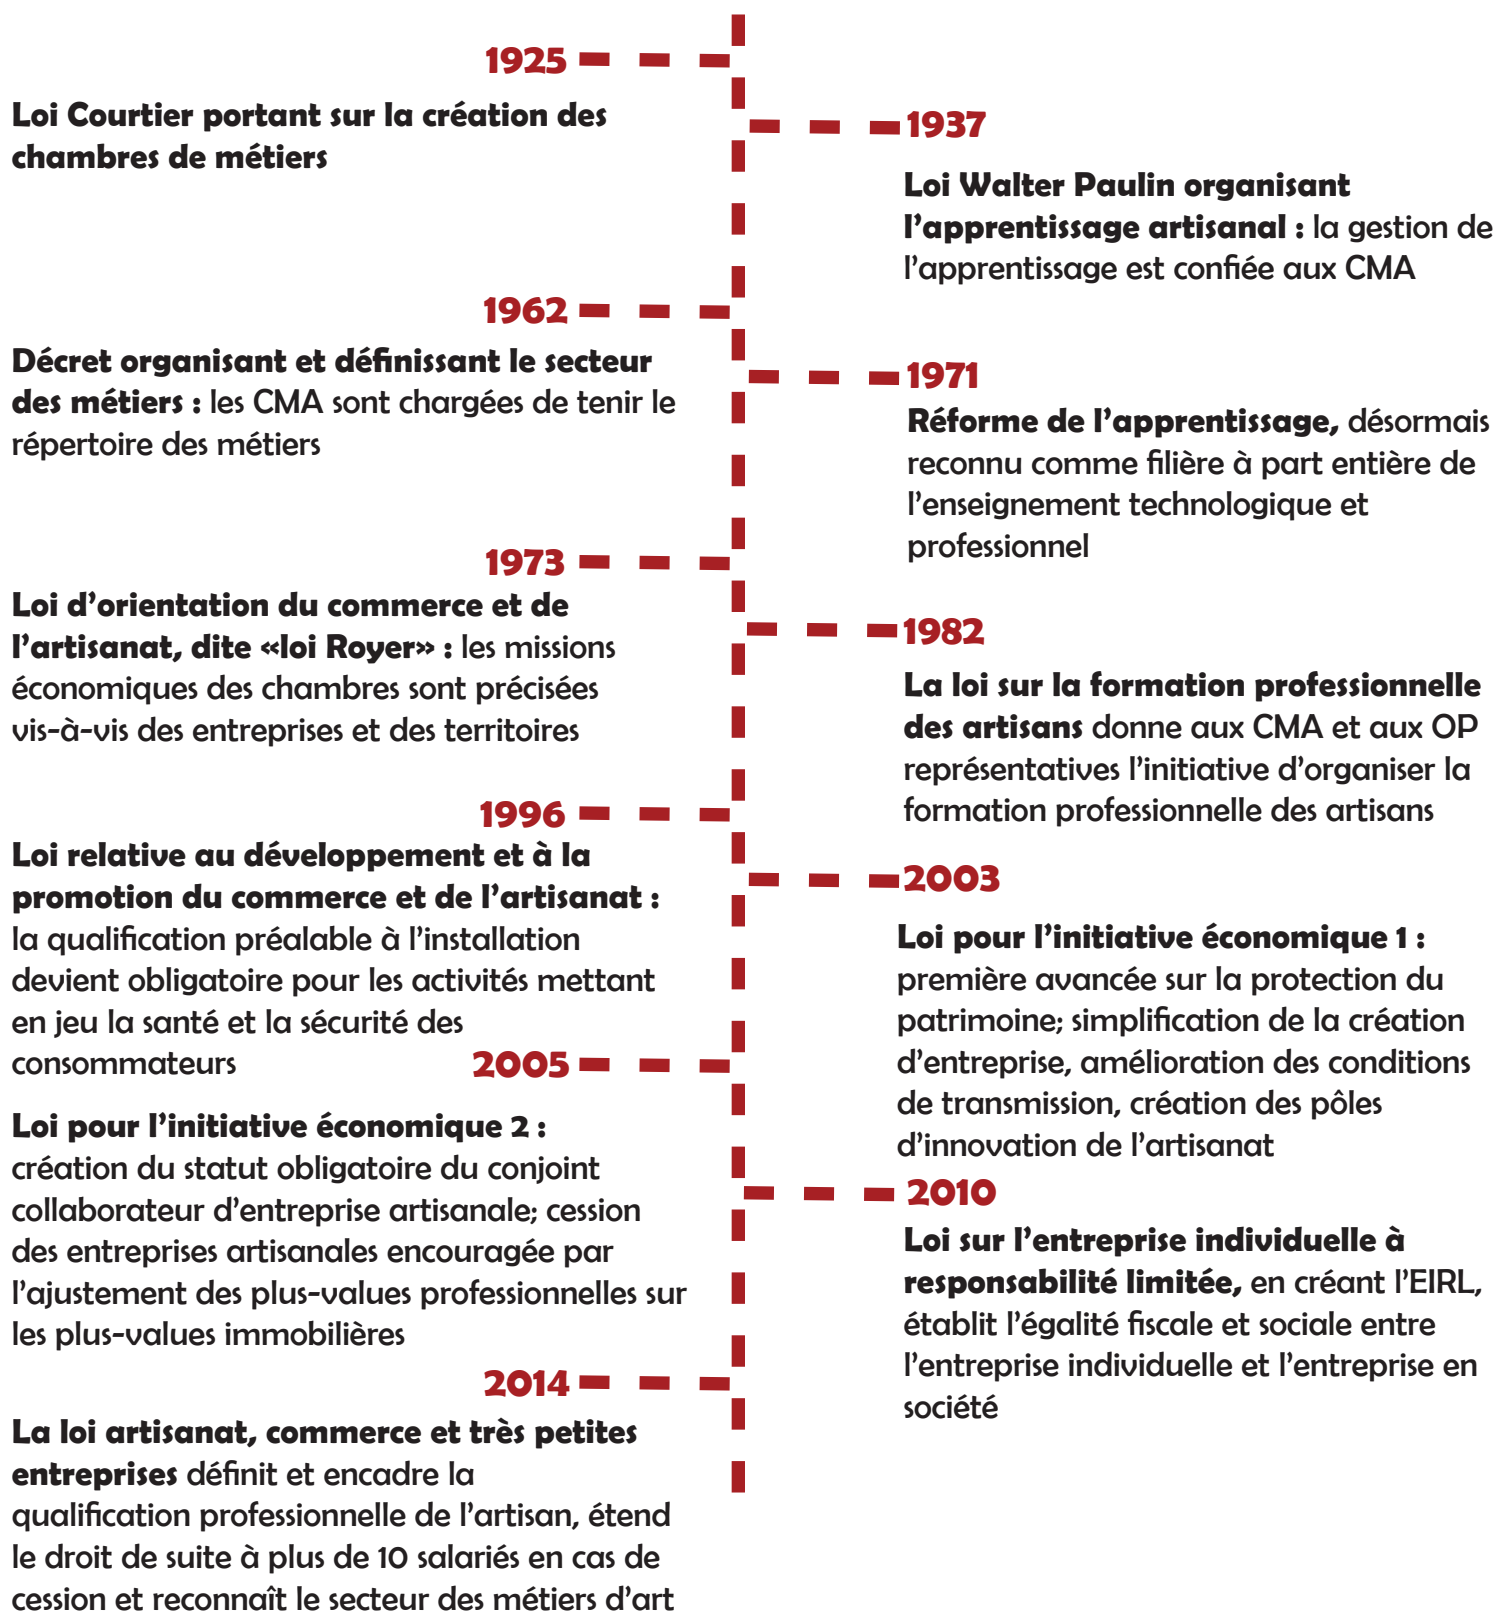 1925
Loi Courtier portant sur la création des
chambres de métiers
1937
Loi Walter Paulin organisant
l’apprentissage artisanal : la gestion de
l’apprentissage est confiée aux CMA
1962
Décret organisant et définissant le secteur
des métiers : les CMA sont chargées de tenir le
répertoire des métiers
1971
Réforme de l’apprentissage, désormais
reconnu comme filière à part entière de
l’enseignement technologique et
professionnel
1973
Loi d’orientation du commerce et de
l’artisanat, dite «loi Royer» : les missions
économiques des chambres sont précisées
vis-à-vis des entreprises et des territoires
1982
La loi sur la formation professionnelle
des artisans donne aux CMA et aux OP
représentatives l’initiative d’organiser la
formation professionnelle des artisans
1996
Loi relative au développement et à la
promotion du commerce et de l’artisanat :
la qualification préalable à l’installation
devient obligatoire pour les activités mettant
en jeu la santé et la sécurité des
consommateurs
2003
Loi pour l’initiative économique 1 :
première avancée sur la protection du
patrimoine; simplification de la création
d’entreprise, amélioration des conditions
de transmission, création des pôles
d’innovation de l’artisanat
2005
Loi pour l’initiative économique 2 :
création du statut obligatoire du conjoint
collaborateur d’entreprise artisanale; cession
des entreprises artisanales encouragée par
l’ajustement des plus-values professionnelles sur
les plus-values immobilières
2010
Loi sur l’entreprise individuelle à
responsabilité limitée, en créant l’EIRL,
établit l’égalité fiscale et sociale entre
l’entreprise individuelle et l’entreprise en
société
2014
La loi artisanat, commerce et très petites
entreprises définit et encadre la
qualification professionnelle de l’artisan, étend
le droit de suite à plus de 10 salariés en cas de
cession et reconnaît le secteur des métiers d’art